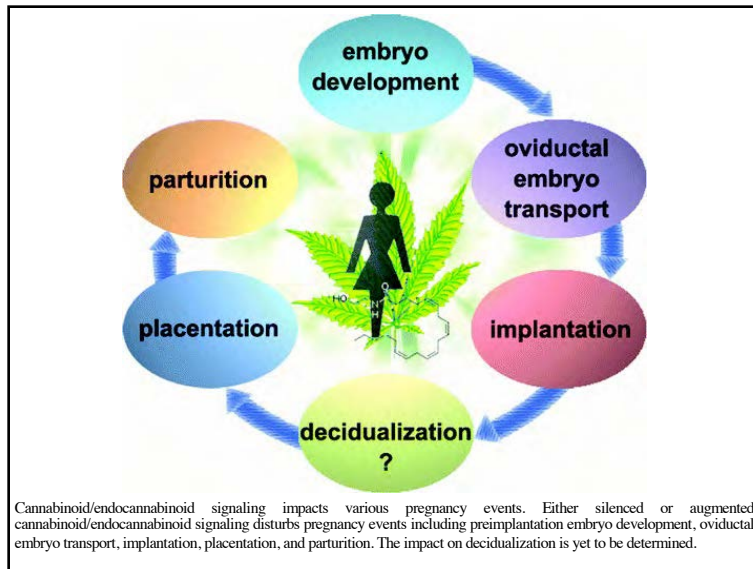 embryo
development
oviductal
embryo
transport
implantation
decidualization
?
placentation
parturition
HO
N
H
O
Cannabinoid/endocannabinoid signaling impacts various pregnancy events. Either silenced or augmented
cannabinoid/endocannabinoid signaling disturbs pregnancy events including preimplantation embryo development, oviductal
embryo transport, implantation, placentation, and parturition. The impact on decidualization is yet to be determined.